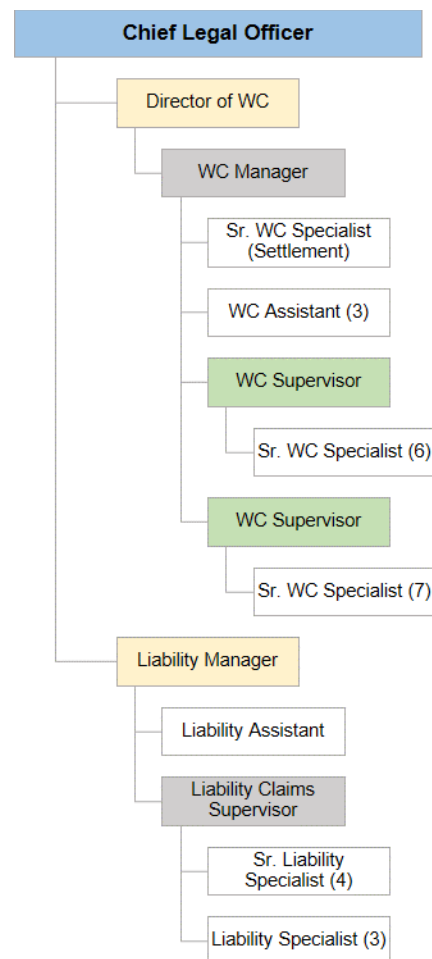 Chief Legal Officer
Director of WC
WC Manager
Sr. WC Specialist
(Settlement)
WC Assistant (3)
WC Supervisor
Sr. WC Specialist (6)
WC Supervisor
Sr. WC Specialist (7)
Liability Manager
Liability Assistant
Liability Claims
Supervisor
Sr. Liability
Specialist (4)
Liability Specialist (3)